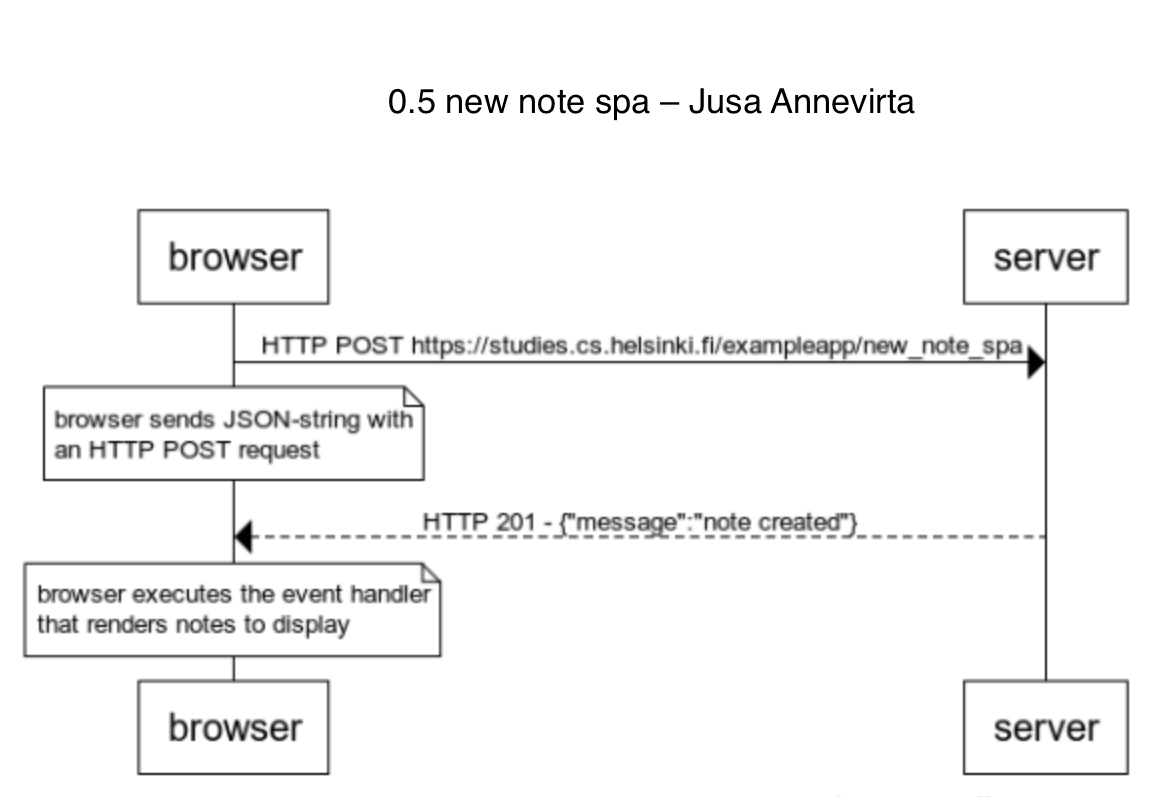 0.5 new note spa – Jusa Annevirta
browser
server
HTTP POST https://studies.cs.helsinki.fi/exampleapp/new_note_spa
browser sends JSON-string with
an HTTP POST request
HTTP 201 - {"message":"note created"}
browser executes the event handler
that renders notes to display
browser
server